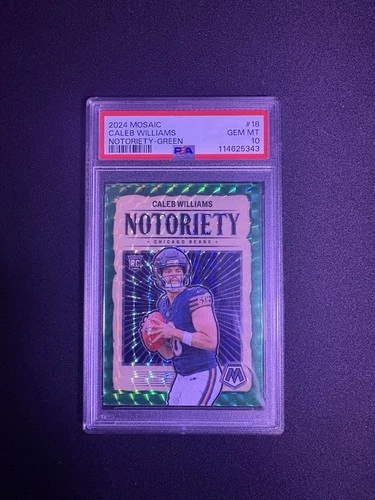 2024 MOSAIC #18
CALEB WILLIAMS GEM MT
NOTORIETY-GREEN 10
PSA 114625343
CALEB WILLIAMS
NOTORIETY
• CHICAGO BEARS •
RC
M